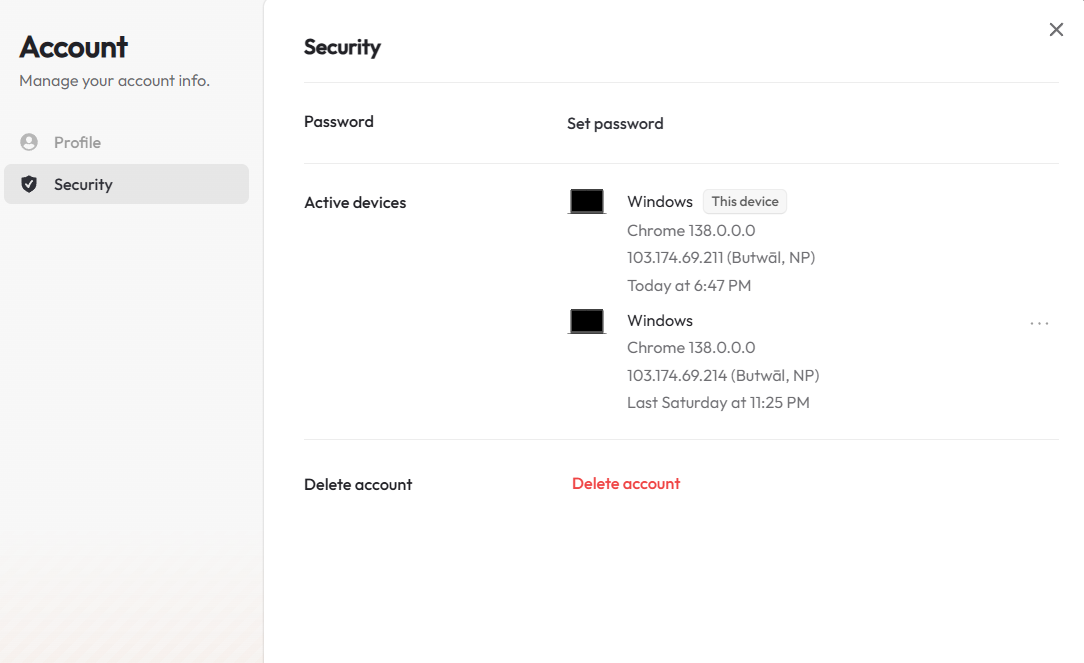 Account
Manage your account info.
Profile
Security
Security
Password
Set password
Active devices
Windows This device
Chrome 138.0.0.0
103.174.69.211 (Butwāl, NP)
Today at 6:47 PM
Windows
...
Chrome 138.0.0.0
103.174.69.214 (Butwāl, NP)
Last Saturday at 11:25 PM
Delete account
Delete account